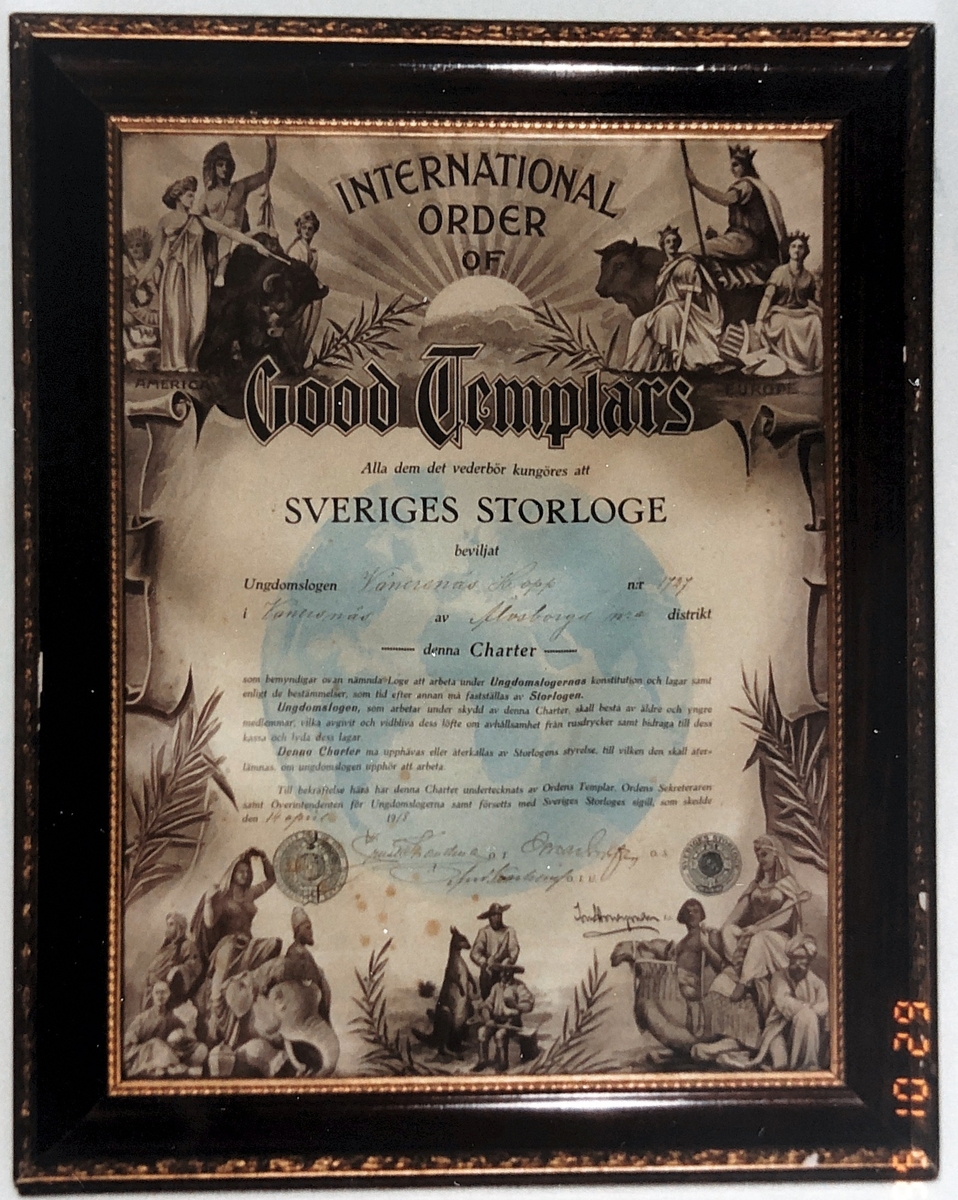 INTERNATIONAL
ORDER
OF
AMERICA
EUROPE
Good Templars
Alla dem det vederbör kungöres att
SVERIGES STORLOGE
beviljat
Ungdomslogen Vänersnäs Hopp n:r 1727
i Vänersnäs av Älvsborgs n:a distrikt
denna Charter
som bemyndigar ovan nämnda Loge att arbeta under Ungdomslogernas konstitution och lagar samt
enligt de bestämmelser, som tid efter annan må fastställas av Storlogen.
Ungdomslogen, som arbetar under skydd av denna Charter, skall bestå av äldre och yngre
medlemmar, vilka avgivit och vidbliva dess löfte om avhållsamhet från rusdrycker samt bidraga till dess
kassa och lyda dess lagar.
Denna Charter må upphävas eller återkallas av Storlogens styrelse, till vilken den skall åter-
lämnas, om ungdomslogen upphör att arbeta.
Till bekräftelse härå har denna Charter undertecknats av Ordens Templar, Ordens Sekreteraren
samt Överintendenten för Ungdomslogerna samt försetts med Sveriges Storloges sigill, som skedde
den 14 april 1918
O. T. O. S.